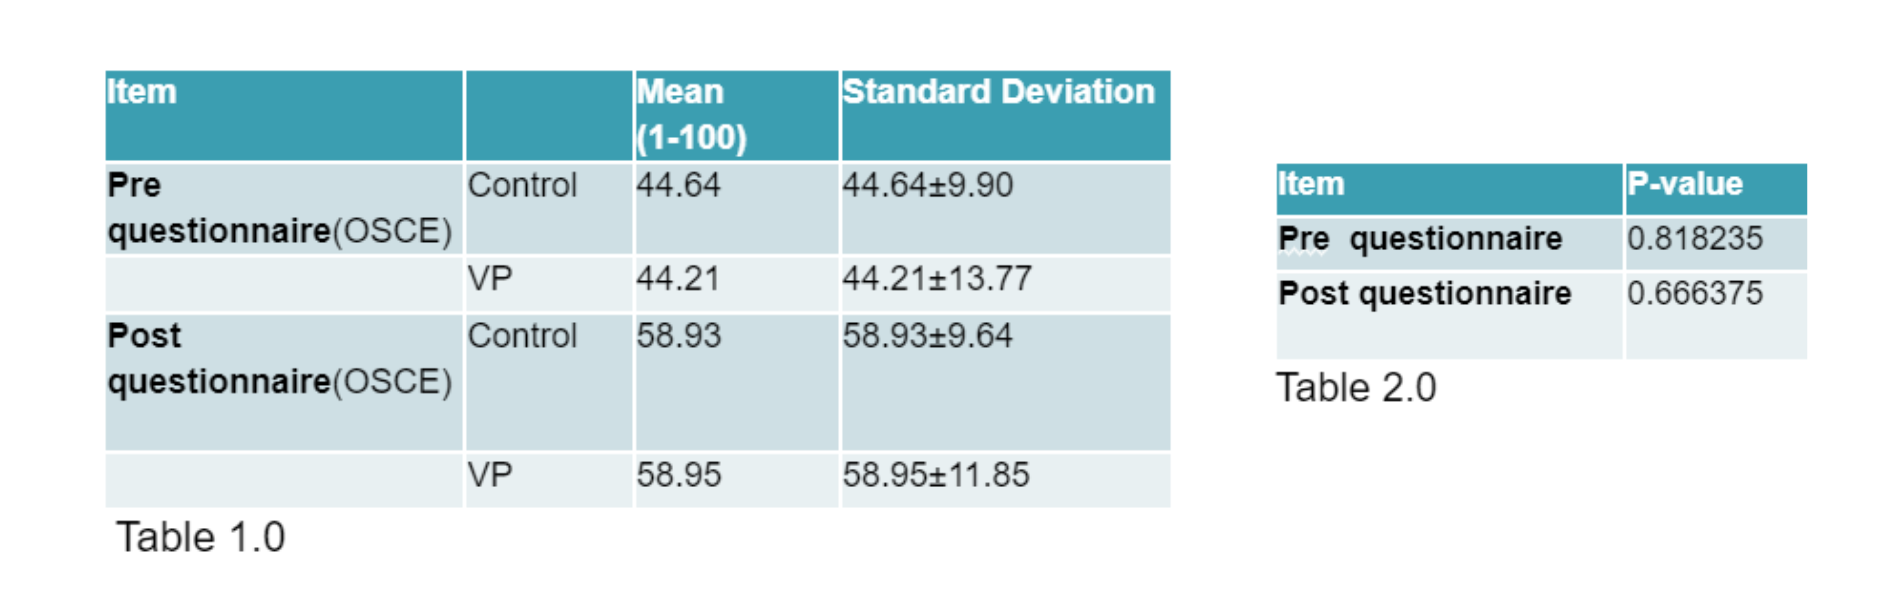 Item Mean Standard Deviation
(1-100)
Pre Control 44.64 44.64±9.90
questionnaire(OSCE)
VP 44.21 44.21±13.77
Post Control 58.93 58.93±9.64
questionnaire(OSCE)
VP 58.95 58.95±11.85
Table 1.0
Item P-value
Pre questionnaire 0.818235
Post questionnaire 0.666375
Table 2.0